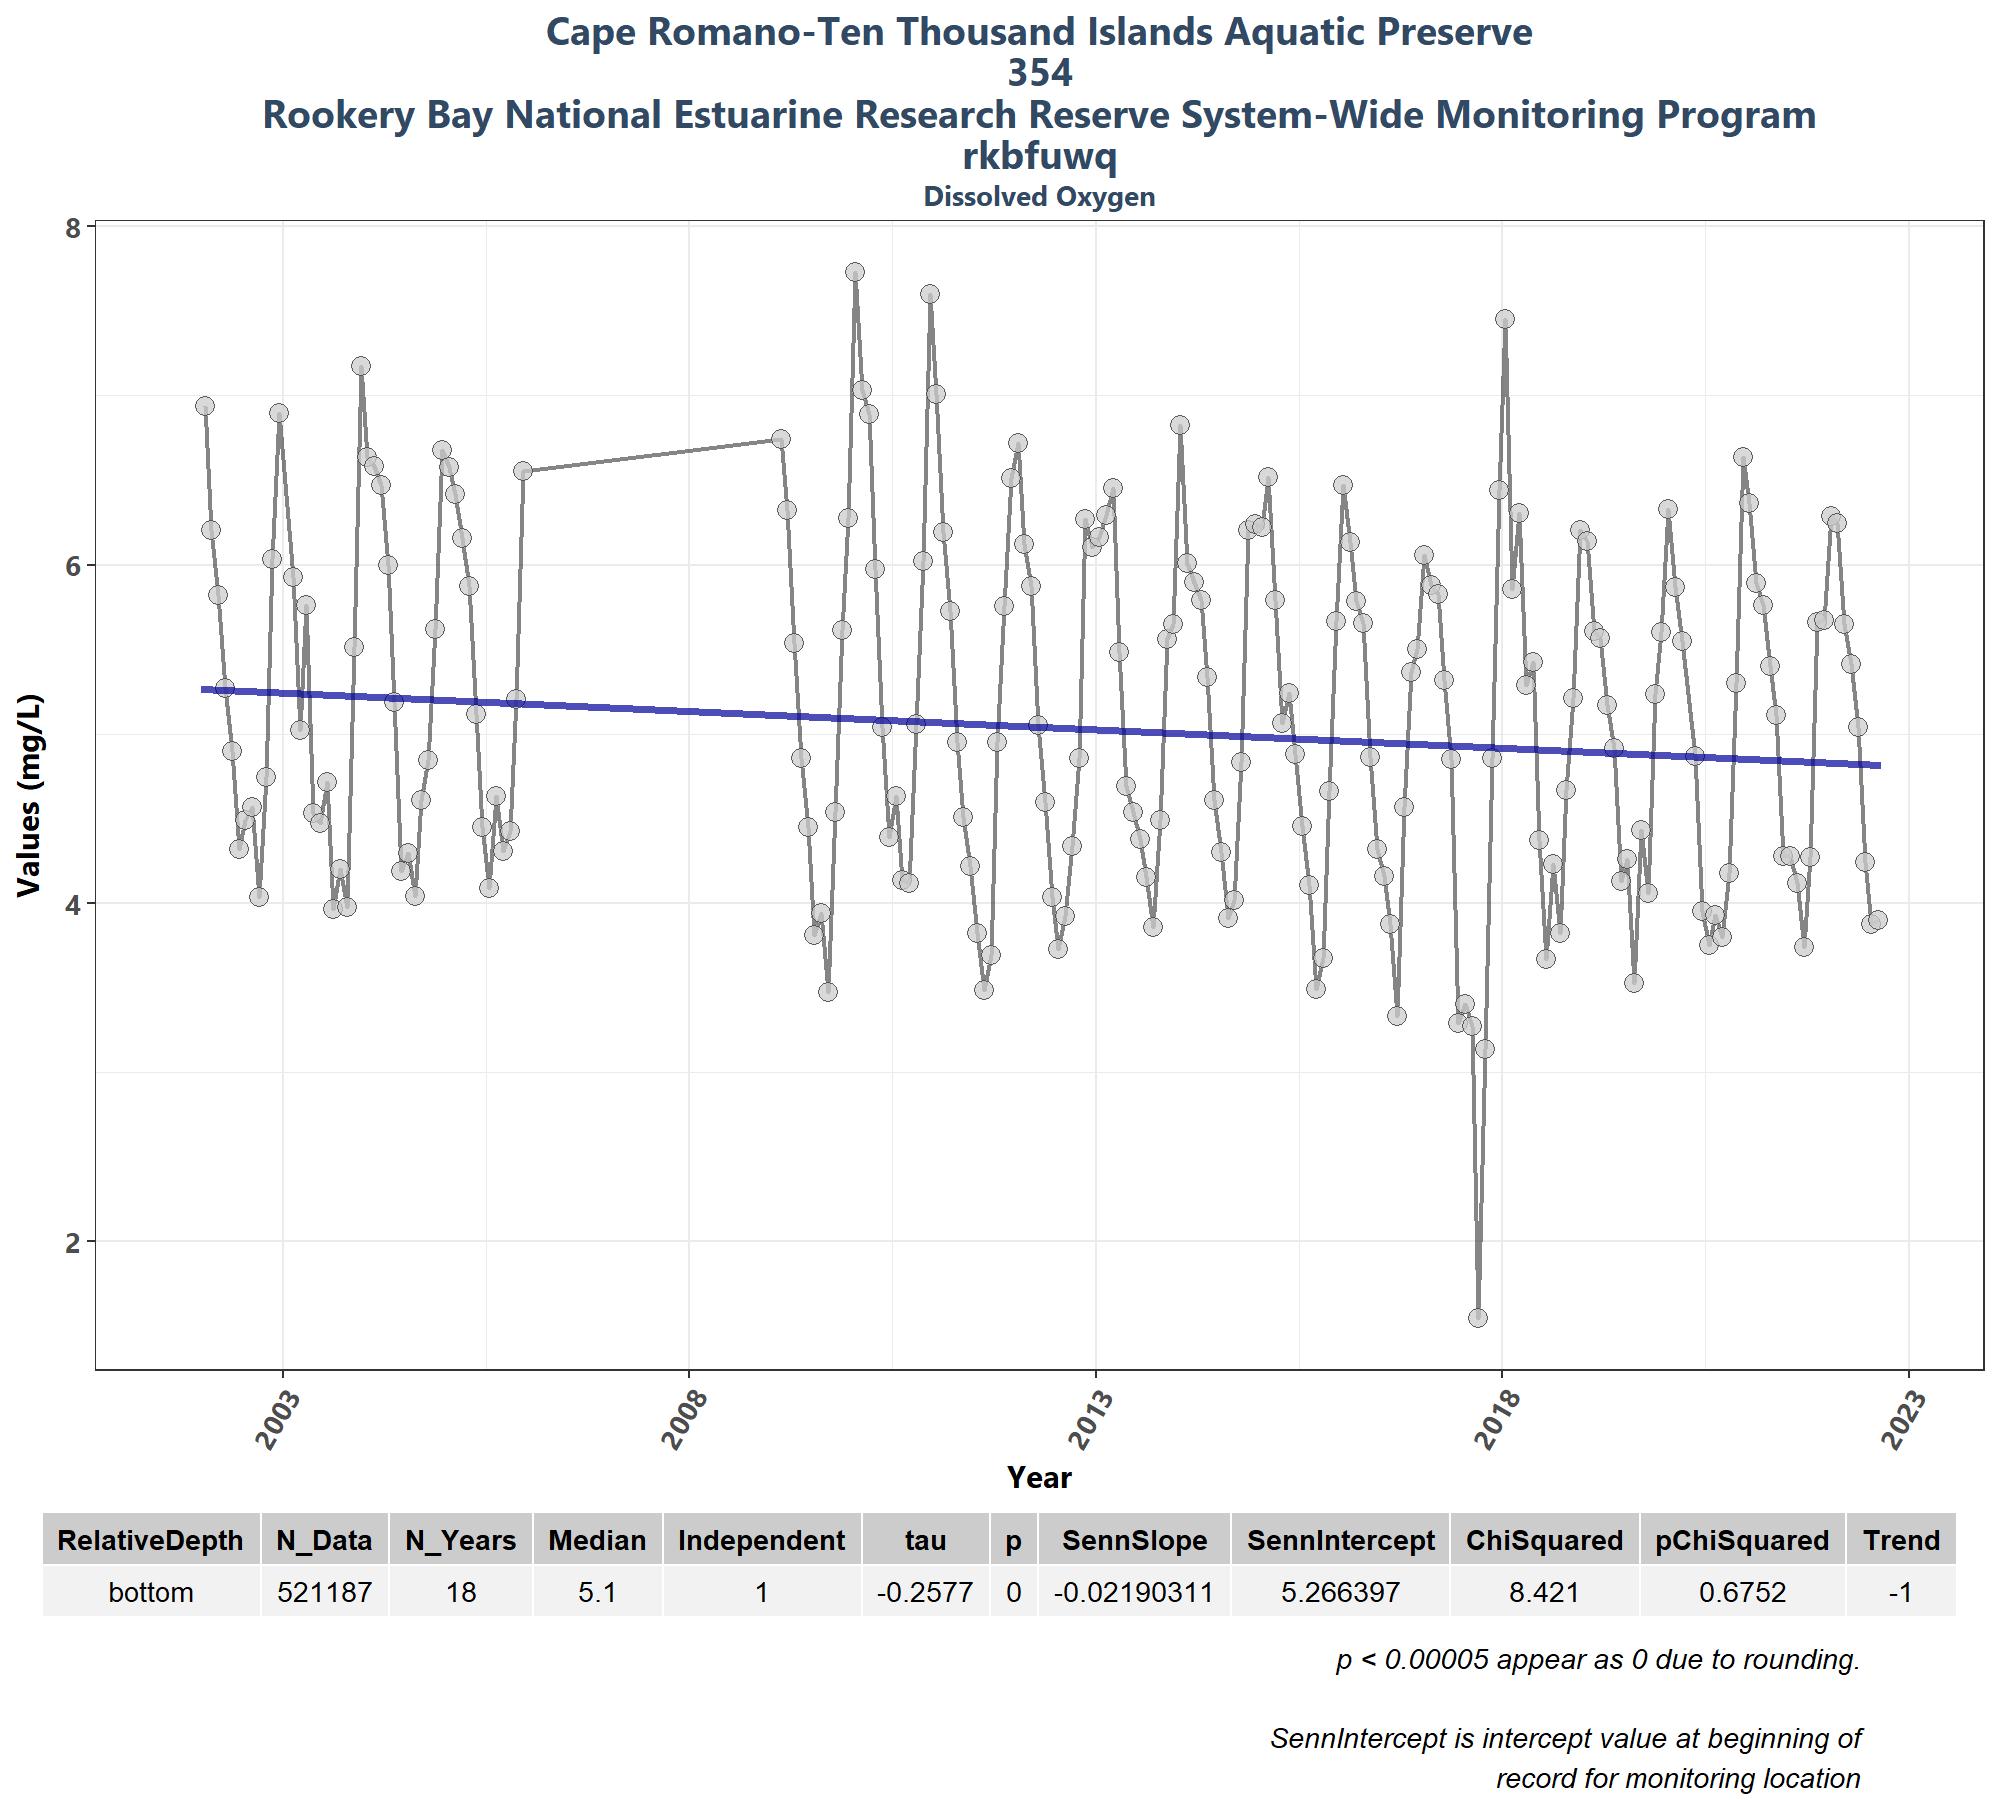 Cape Romano-Ten Thousand Islands Aquatic Preserve
354
Rookery Bay National Estuarine Research Reserve System-Wide Monitoring Program
rkbfuwq
Dissolved Oxygen
8
6
4
2
Values (mg/L)
2003 2008 2013 2018 2023
Year
RelativeDepth N_Data N_Years Median Independent tau p SennSlope SennIntercept ChiSquared pChiSquared Trend
bottom 521187 18 5.1 1 -0.2577 0 -0.02190311 5.266397 8.421 0.6752 -1
p < 0.00005 appear as 0 due to rounding.
SennIntercept is intercept value at beginning of
record for monitoring location